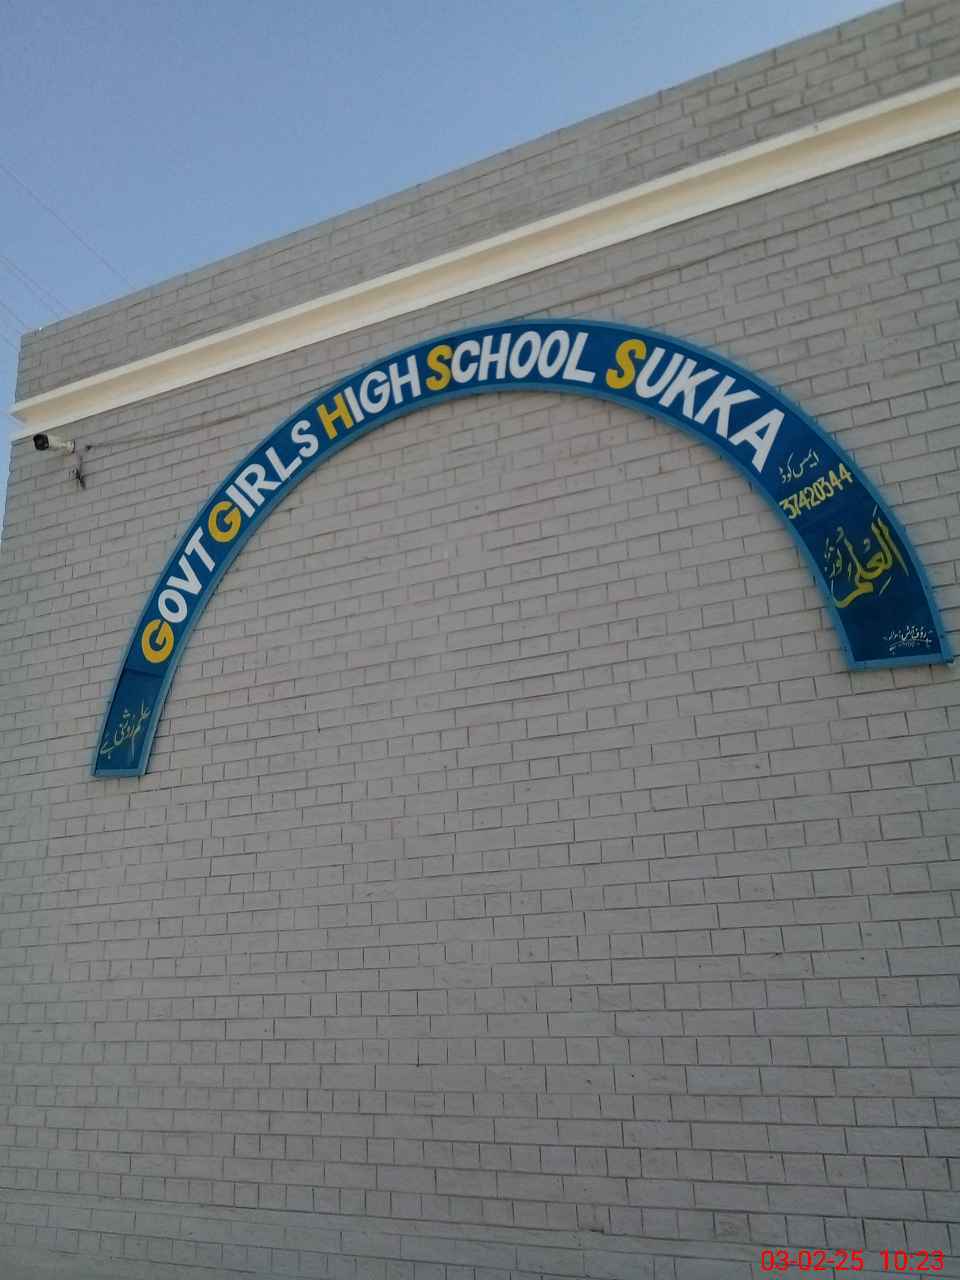 علم روشنی ہے
GOVT GIRLS HIGH SCHOOL SUKKA
ایمس کوڈ
37420344
العلم نور
03-02-25 10:23